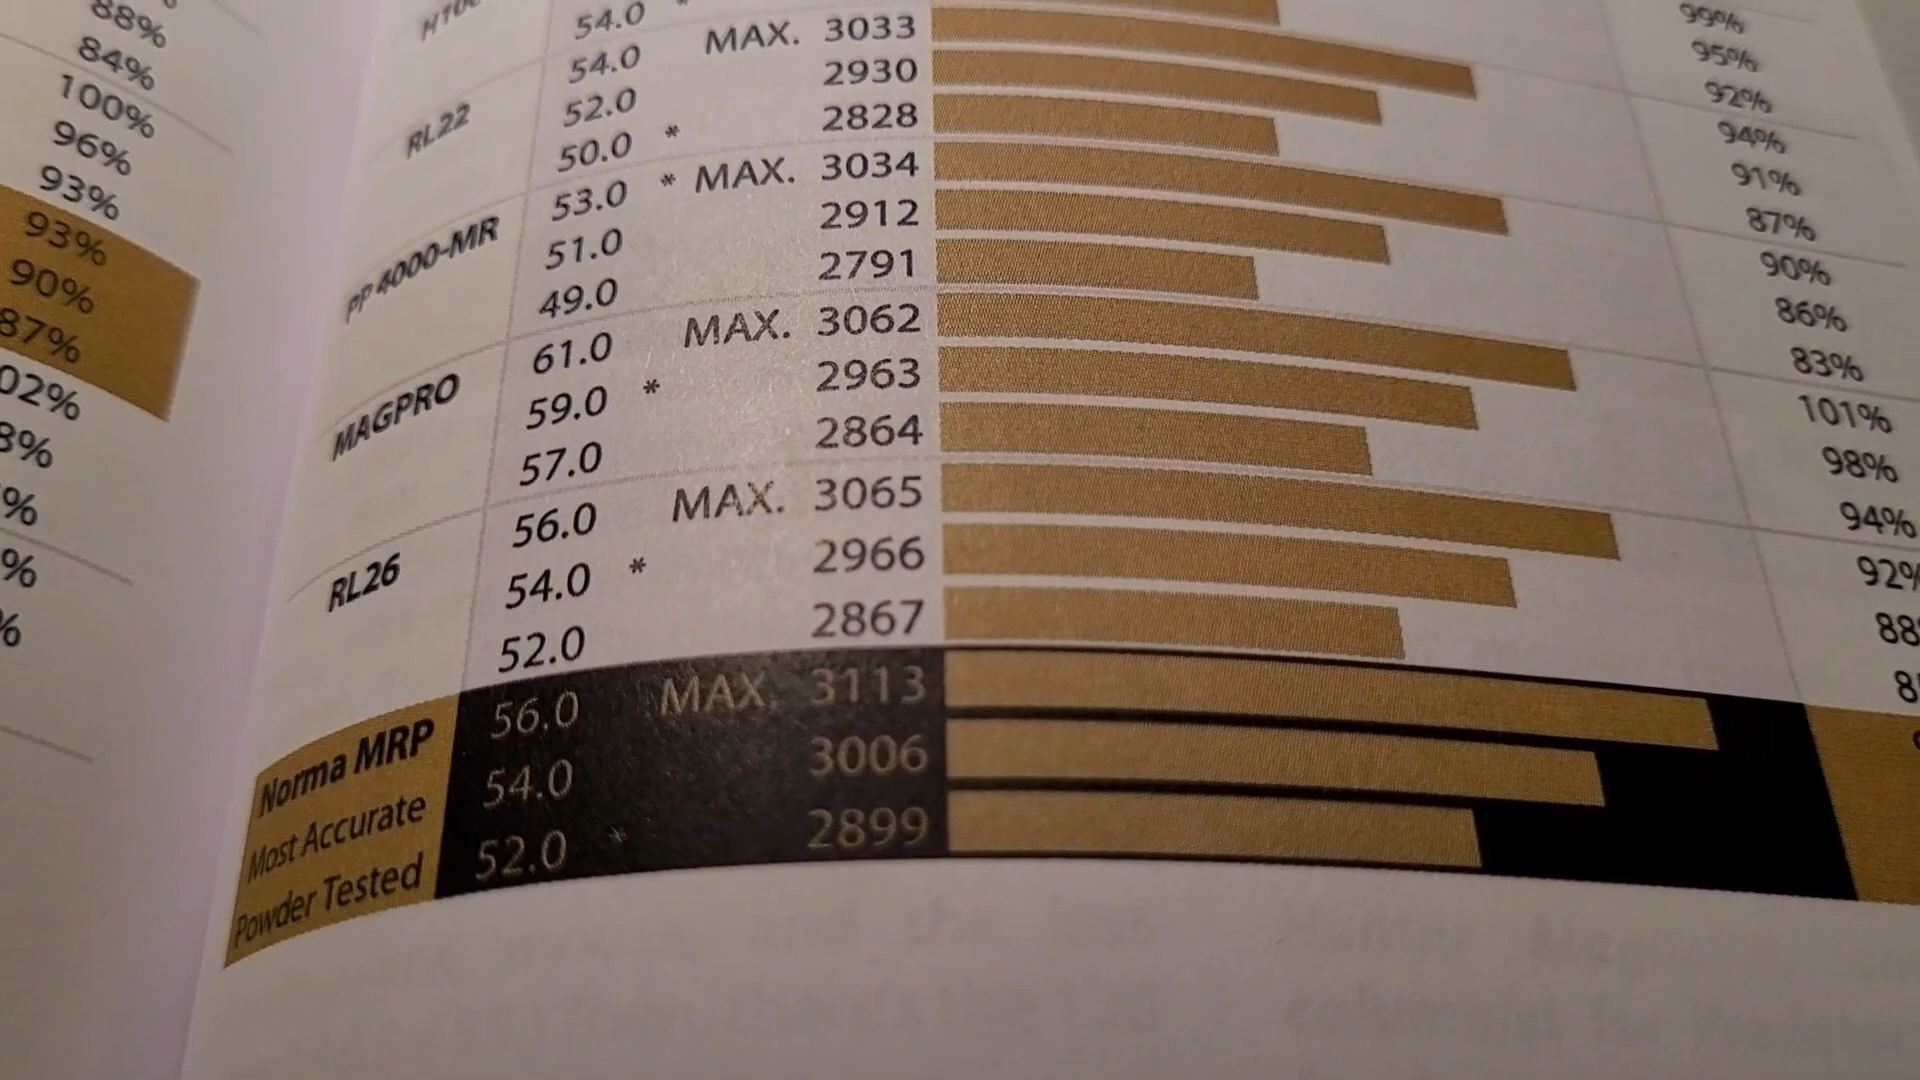 88%
84%
100%
96%
93%
93%
90%
87%
54.0 *
54.0 MAX. 3033 99%
RL22 52.0 2930 95%
50.0 * 2828 92%
53.0 * MAX. 3034 94%
PP 4000-MR 51.0 2912 91%
49.0 2791 87%
61.0 MAX. 3062 90%
MAGPRO 59.0 * 2963 86%
57.0 2864 83%
56.0 MAX. 3065 101%
RL26 54.0 * 2966 98%
52.0 2867 94%
Norma MRP 56.0 MAX. 3113 92%
Most Accurate 54.0 3006
Powder Tested 52.0 * 2899